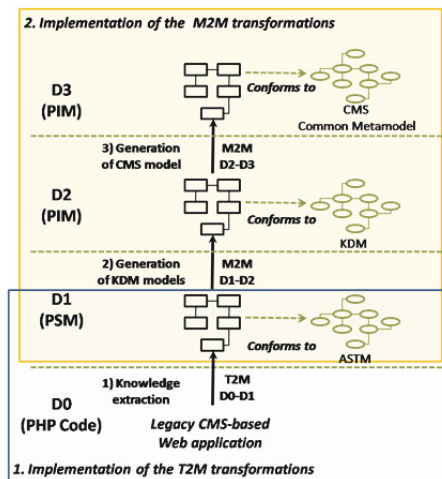 2. Implementation of the M2M transformations
D3
(PIM)
Conforms to
CMS
Common Metamodel
3) Generation
of CMS model
M2M
D2-D3
D2
(PIM)
Conforms to
KDM
2) Generation
of KDM models
M2M
D1-D2
D1
(PSM)
Conforms to
ASTM
1) Knowledge
extraction
T2M
D0-D1
D0
(PHP Code)
Legacy CMS-based
Web application
1. Implementation of the T2M transformations